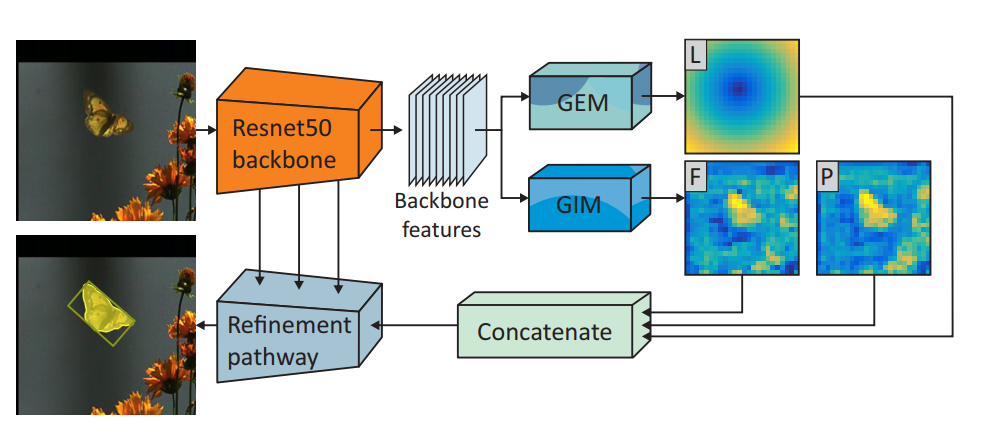 Resnet50
backbone
Backbone
features
GEM
GIM
L
F
P
Concatenate
Refinement
pathway